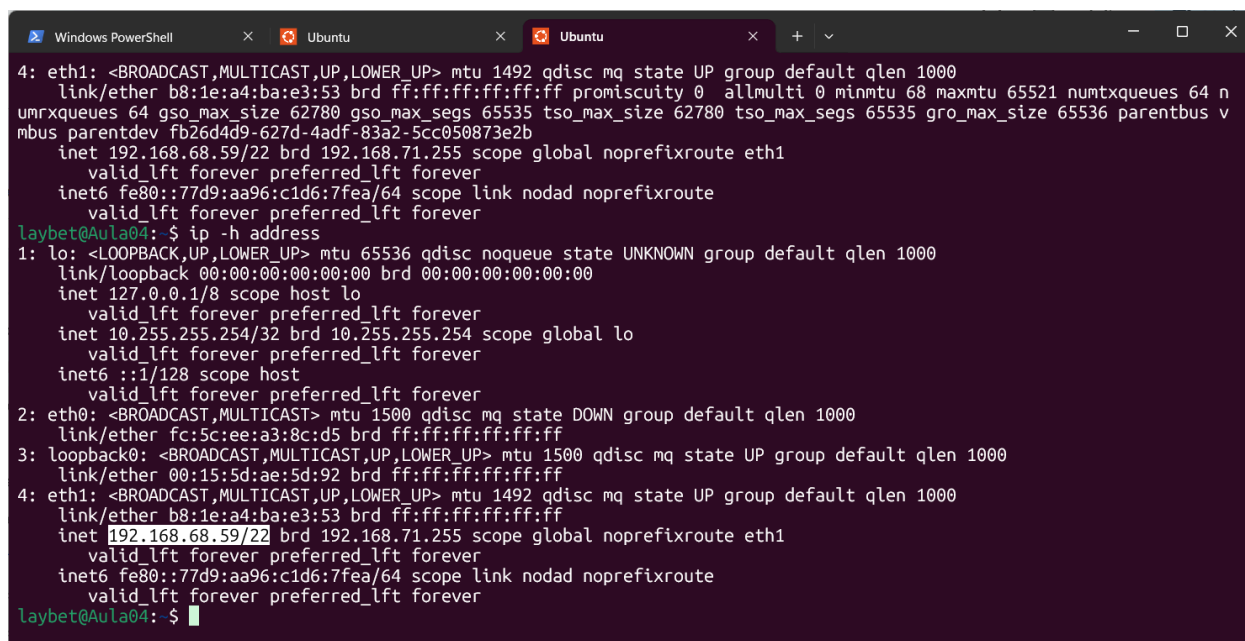 Windows PowerShell
Ubuntu
Ubuntu
4: eth1: <BROADCAST,MULTICAST,UP,LOWER_UP> mtu 1492 qdisc mq state UP group default qlen 1000
    link/ether b8:1e:a4:ba:e3:53 brd ff:ff:ff:ff:ff:ff promiscuity 0  allmulti 0 minmtu 68 maxmtu 65521 numtxqueues 64 n
umrxqueues 64 gso_max_size 62780 gso_max_segs 65535 tso_max_size 62780 tso_max_segs 65535 gro_max_size 65536 parentbus v
mbus parentdev fb26d4d9-627d-4adf-83a2-5cc050873e2b
    inet 192.168.68.59/22 brd 192.168.71.255 scope global noprefixroute eth1
       valid_lft forever preferred_lft forever
    inet6 fe80::77d9:aa96:c1d6:7fea/64 scope link nodad noprefixroute
       valid_lft forever preferred_lft forever
laybet@Aula04:~$ ip -h address
1: lo: <LOOPBACK,UP,LOWER_UP> mtu 65536 qdisc noqueue state UNKNOWN group default qlen 1000
    link/loopback 00:00:00:00:00:00 brd 00:00:00:00:00:00
    inet 127.0.0.1/8 scope host lo
       valid_lft forever preferred_lft forever
    inet 10.255.255.254/32 brd 10.255.255.254 scope global lo
       valid_lft forever preferred_lft forever
    inet6 ::1/128 scope host
       valid_lft forever preferred_lft forever
2: eth0: <BROADCAST,MULTICAST> mtu 1500 qdisc mq state DOWN group default qlen 1000
    link/ether fc:5c:ee:a3:8c:d5 brd ff:ff:ff:ff:ff:ff
3: loopback0: <BROADCAST,MULTICAST,UP,LOWER_UP> mtu 1500 qdisc mq state UP group default qlen 1000
    link/ether 00:15:5d:ae:5d:92 brd ff:ff:ff:ff:ff:ff
4: eth1: <BROADCAST,MULTICAST,UP,LOWER_UP> mtu 1492 qdisc mq state UP group default qlen 1000
    link/ether b8:1e:a4:ba:e3:53 brd ff:ff:ff:ff:ff:ff
    inet 192.168.68.59/22 brd 192.168.71.255 scope global noprefixroute eth1
       valid_lft forever preferred_lft forever
    inet6 fe80::77d9:aa96:c1d6:7fea/64 scope link nodad noprefixroute
       valid_lft forever preferred_lft forever
laybet@Aula04:~$